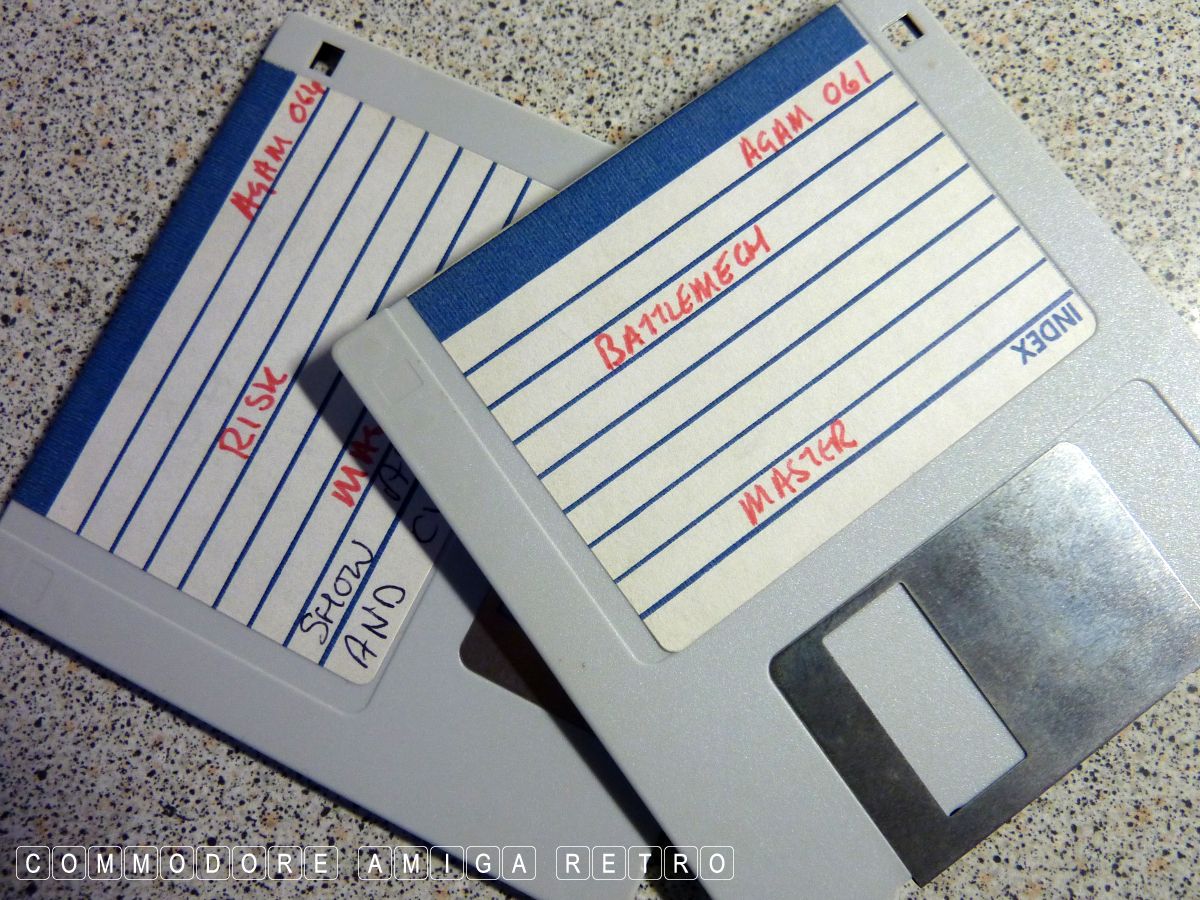 AGAM 064
RISK
SHOW
AND
AGAM 061
BATTLEMECH
MASTER
INDEX
COMMODORE AMIGA RETRO